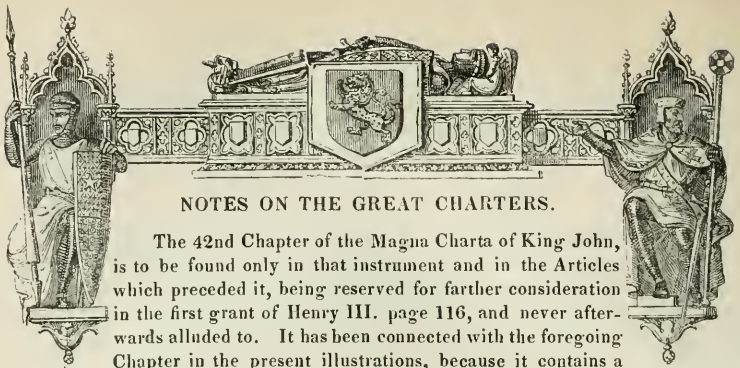 NOTES ON THE GREAT CHARTERS.
The 42nd Chapter of the Magna Charta of King John,
is to be found only in that instrument and in the Articles
which preceded it, being reserved for farther consideration
in the first grant of Henry III. page 116, and never after-
wards alluded to. It has been connected with the foregoing
Chapter in the present illustrations, because it contains a